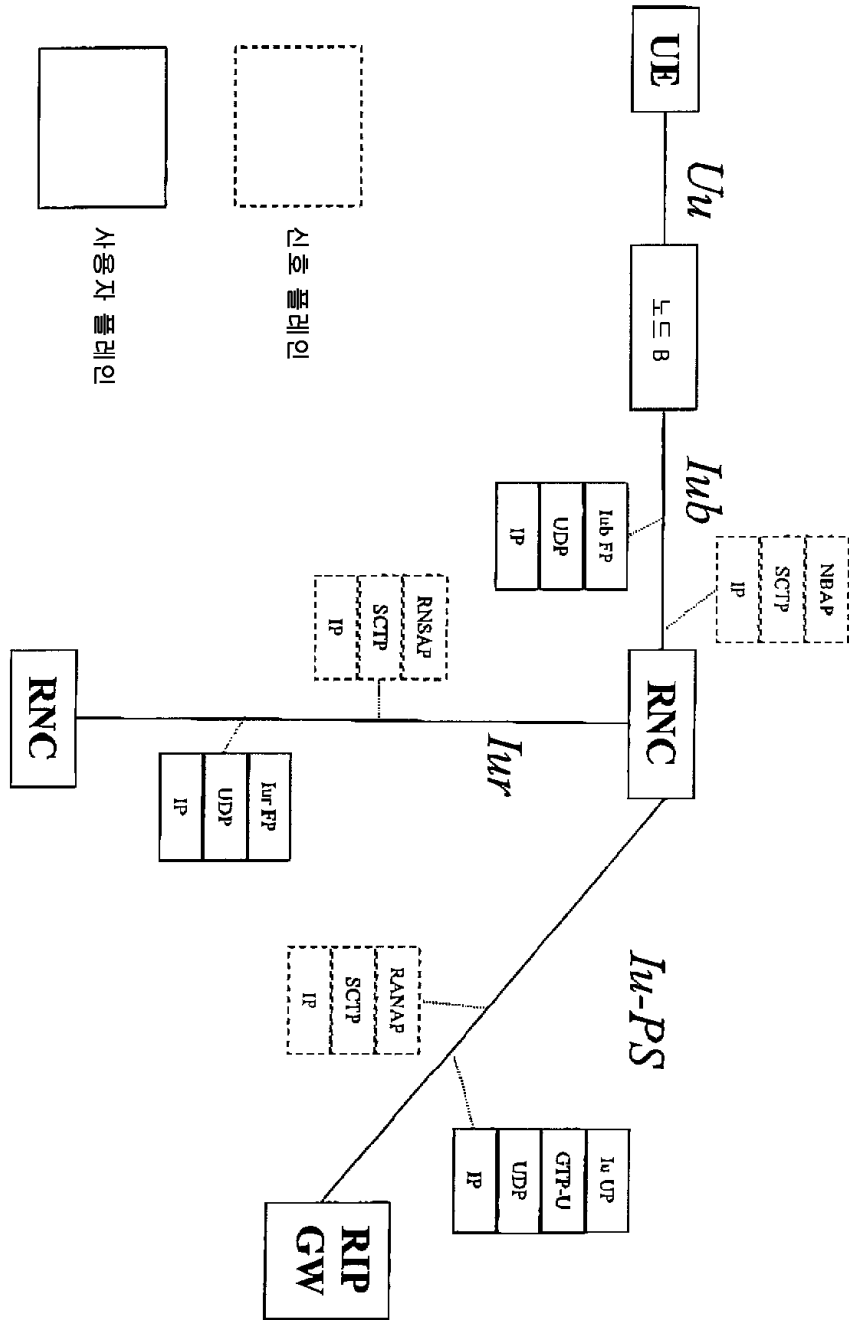 UE
Uu
노드 B
Iub
NBAP
SCTP
IP
Iub FP
UDP
IP
RNC
Iur
RNSAP
SCTP
IP
Iur FP
UDP
IP
RNC
Iu-PS
RANAP
SCTP
IP
Iu UP
GTP-U
UDP
IP
RIP
GW
신호 플레인
사용자 플레인